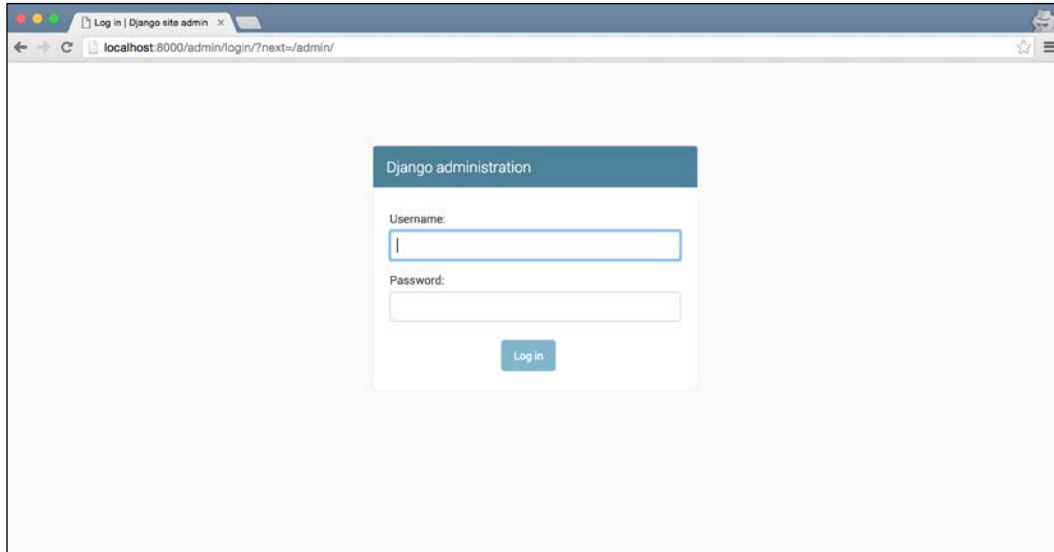 Log in | Django site admin
localhost:8000/admin/login/?next=/admin/
Django administration
Username:
Password:
Log in